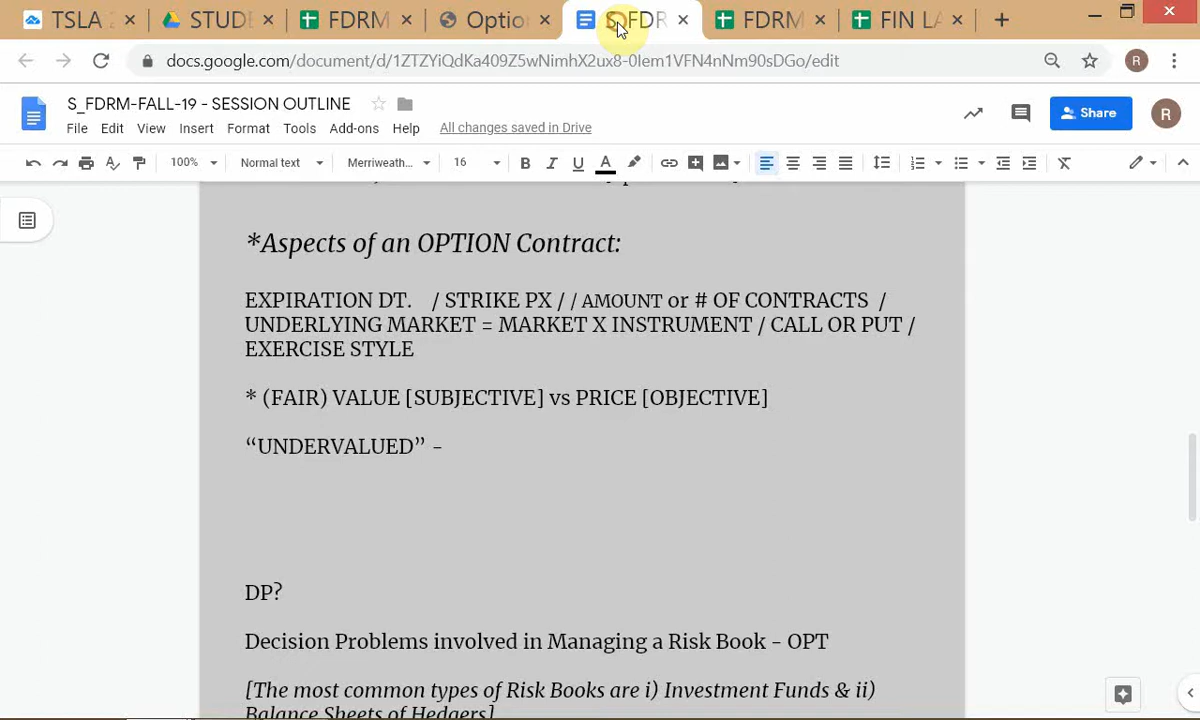 TSLA
STUD
FDRM
Optio
S_FDR
FDRM
FIN LA
docs.google.com/document/d/1ZTZYiQdKa409Z5wNimhX2ux8-0Iem1VFN4nNm90sDGo/edit
R
S_FDRM-FALL-19 - SESSION OUTLINE
File Edit View Insert Format Tools Add-ons Help All changes saved in Drive
Share
R
100% Normal text Merriweath... 16 B I U A
*Aspects of an OPTION Contract:
EXPIRATION DT. / STRIKE PX / / AMOUNT or # OF CONTRACTS /
UNDERLYING MARKET = MARKET X INSTRUMENT / CALL OR PUT /
EXERCISE STYLE
* (FAIR) VALUE [SUBJECTIVE] vs PRICE [OBJECTIVE]
“UNDERVALUED” -
DP?
Decision Problems involved in Managing a Risk Book - OPT
[The most common types of Risk Books are i) Investment Funds & ii)
Balance Sheets of Hedgers]